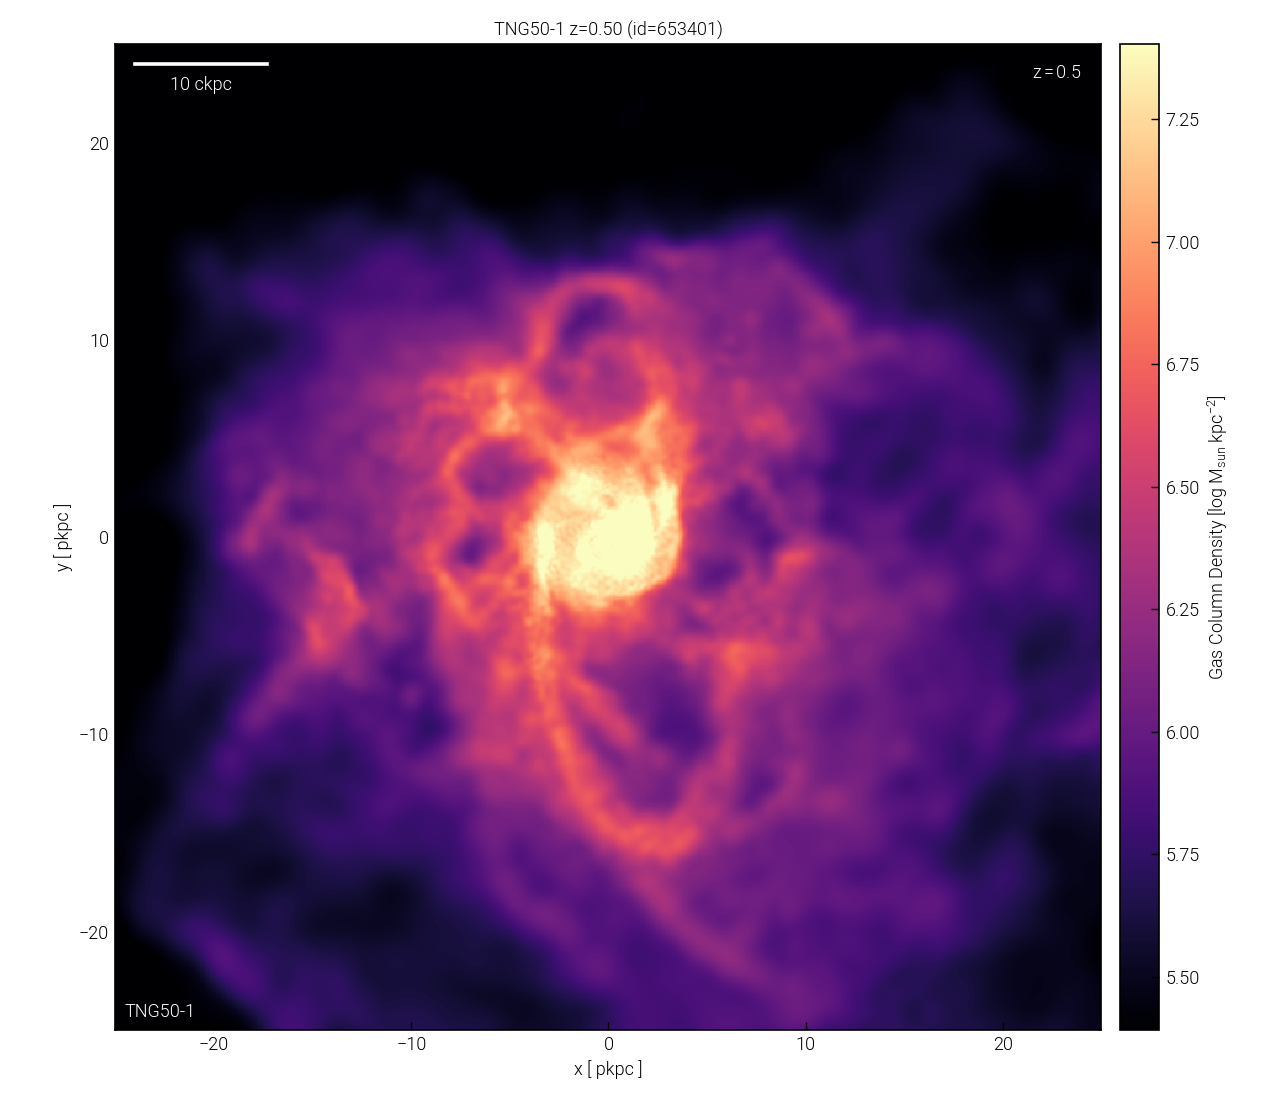 TNG50-1 z=0.50 (id=653401)
10 ckpc
z=0.5
TNG50-1
20
10
0
−10
−20
y [ pkpc ]
−20
−10
0
10
20
x [ pkpc ]
7.25
7.00
6.75
6.50
6.25
6.00
5.75
5.50
Gas Column Density [log M_sun kpc^−2]